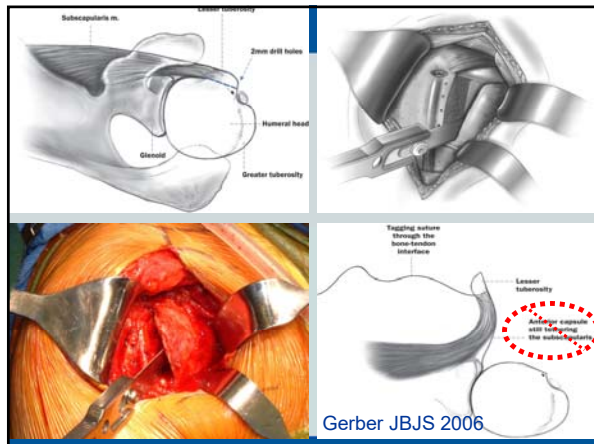 Lesser tuberosity
Subscapularis m.
2mm drill holes
Humeral head
Glenoid
Greater tuberosity
Tagging suture
through the
bone-tendon
interface
Lesser
tuberosity
Anterior capsule
still tethering
the subscapularis
Gerber JBJS 2006